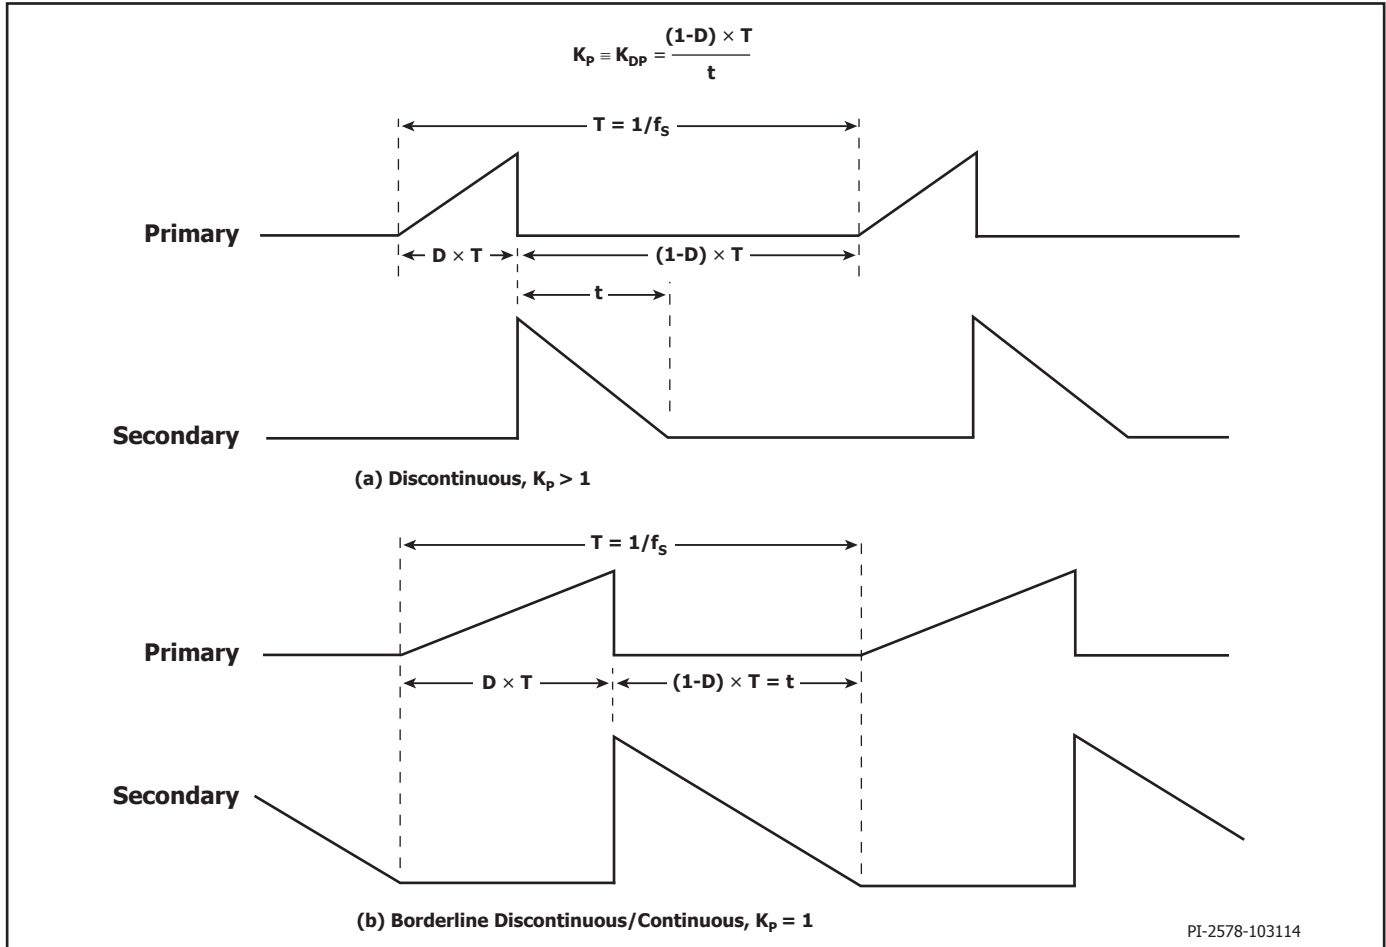 K_P ≡ K_DP = (1-D) × T / t
T = 1/f_S
Primary
D × T
(1-D) × T
t
Secondary
(a) Discontinuous, K_P > 1
T = 1/f_S
Primary
D × T
(1-D) × T = t
Secondary
(b) Borderline Discontinuous/Continuous, K_P = 1
PI-2578-103114